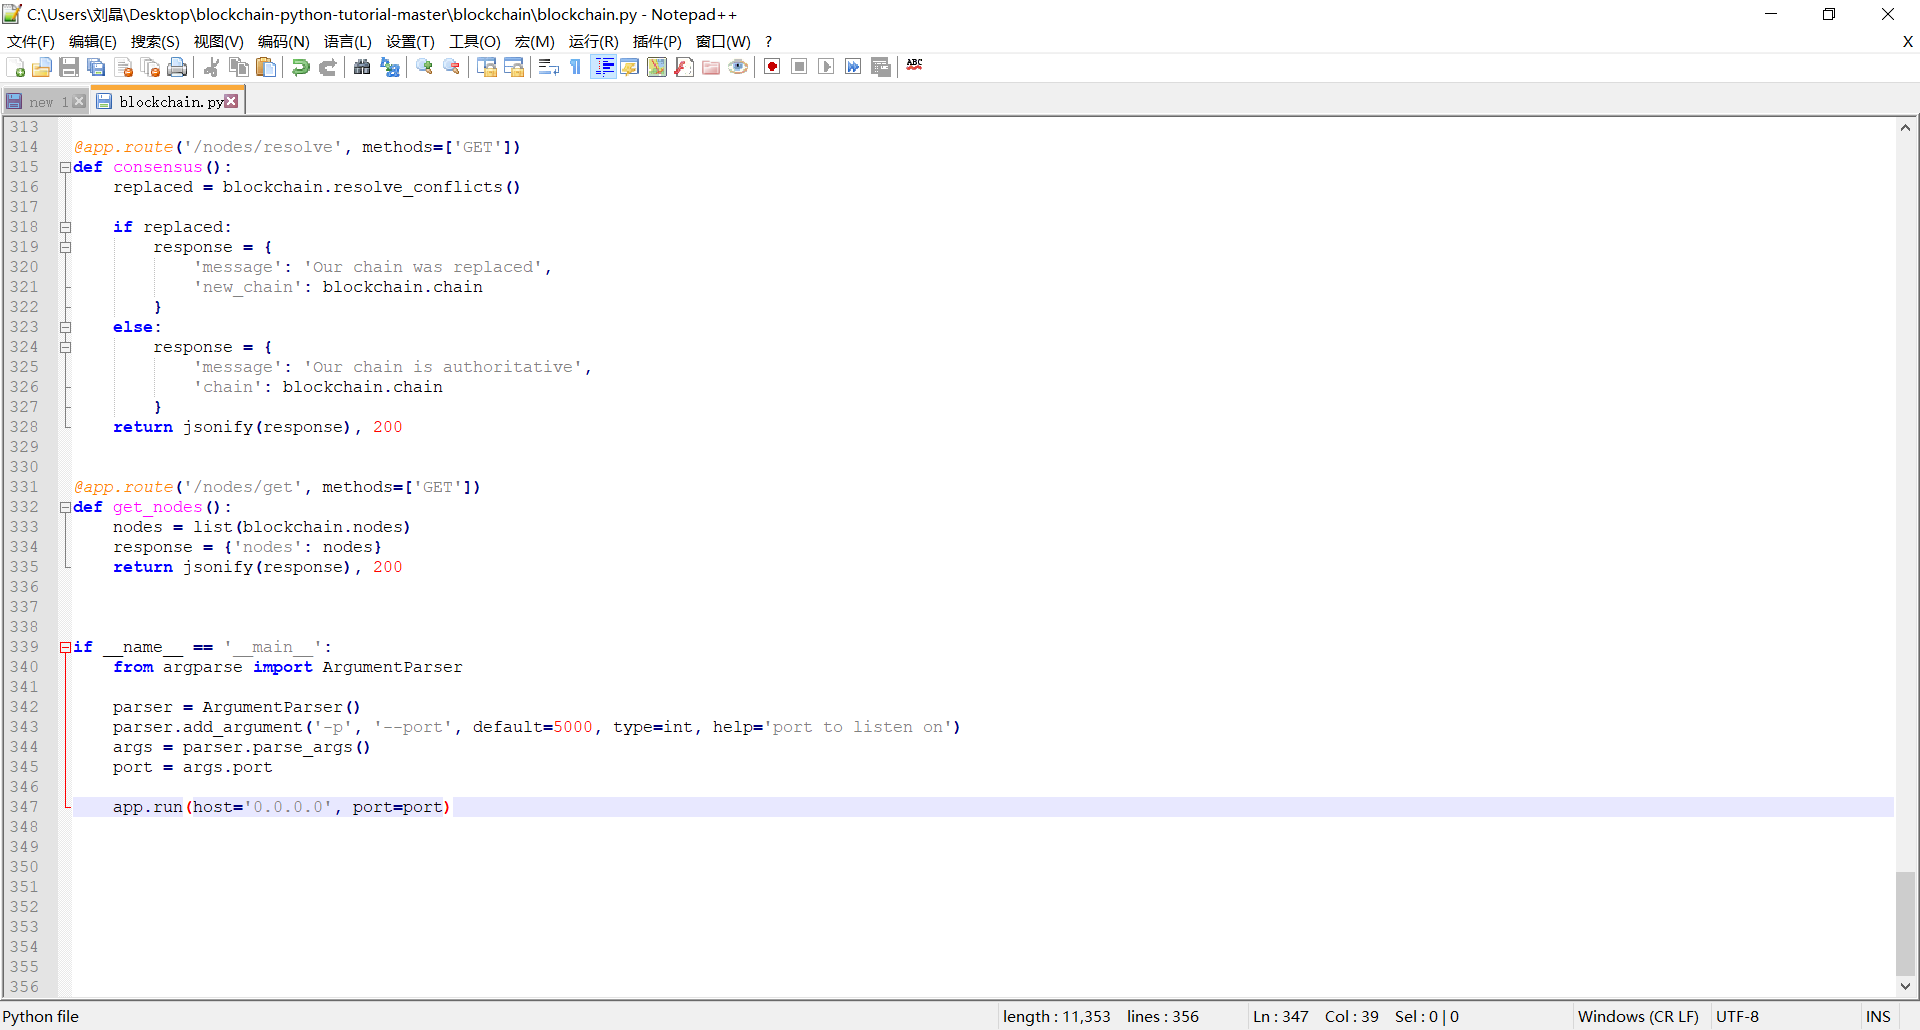 C:\Users\刘晶\Desktop\blockchain-python-tutorial-master\blockchain\blockchain.py - Notepad++
文件(F) 编辑(E) 搜索(S) 视图(V) 编码(N) 语言(L) 设置(T) 工具(O) 宏(M) 运行(R) 插件(P) 窗口(W) ? X
ABC
new 1 blockchain.py
313
314 @app.route('/nodes/resolve', methods=['GET'])
315 def consensus():
316     replaced = blockchain.resolve_conflicts()
317
318     if replaced:
319         response = {
320             'message': 'Our chain was replaced',
321             'new_chain': blockchain.chain
322         }
323     else:
324         response = {
325             'message': 'Our chain is authoritative',
326             'chain': blockchain.chain
327         }
328     return jsonify(response), 200
329
330
331 @app.route('/nodes/get', methods=['GET'])
332 def get_nodes():
333     nodes = list(blockchain.nodes)
334     response = {'nodes': nodes}
335     return jsonify(response), 200
336
337
338
339 if __name__ == '__main__':
340     from argparse import ArgumentParser
341
342     parser = ArgumentParser()
343     parser.add_argument('-p', '--port', default=5000, type=int, help='port to listen on')
344     args = parser.parse_args()
345     port = args.port
346
347     app.run(host='0.0.0.0', port=port)
348
349
350
351
352
353
354
355
356
Python file length : 11,353 lines : 356 Ln : 347 Col : 39 Sel : 0 | 0 Windows (CR LF) UTF-8 INS